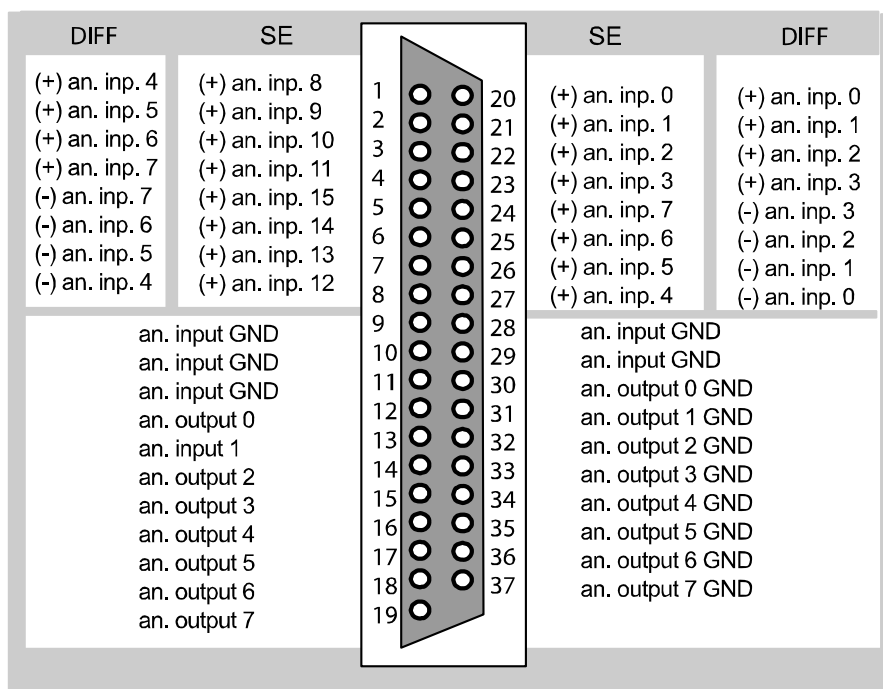 DIFF SE SE DIFF
(+) an. inp. 4 (+) an. inp. 8 1 20 (+) an. inp. 0 (+) an. inp. 0
(+) an. inp. 5 (+) an. inp. 9 2 21 (+) an. inp. 1 (+) an. inp. 1
(+) an. inp. 6 (+) an. inp. 10 3 22 (+) an. inp. 2 (+) an. inp. 2
(+) an. inp. 7 (+) an. inp. 11 4 23 (+) an. inp. 3 (+) an. inp. 3
(-) an. inp. 7 (+) an. inp. 15 5 24 (+) an. inp. 7 (-) an. inp. 3
(-) an. inp. 6 (+) an. inp. 14 6 25 (+) an. inp. 6 (-) an. inp. 2
(-) an. inp. 5 (+) an. inp. 13 7 26 (+) an. inp. 5 (-) an. inp. 1
(-) an. inp. 4 (+) an. inp. 12 8 27 (+) an. inp. 4 (-) an. inp. 0
an. input GND 9 28 an. input GND
an. input GND 10 29 an. input GND
an. input GND 11 30 an. output 0 GND
an. output 0 12 31 an. output 1 GND
an. input 1 13 32 an. output 2 GND
an. output 2 14 33 an. output 3 GND
an. output 3 15 34 an. output 4 GND
an. output 4 16 35 an. output 5 GND
an. output 5 17 36 an. output 6 GND
an. output 6 18 37 an. output 7 GND
an. output 7 19